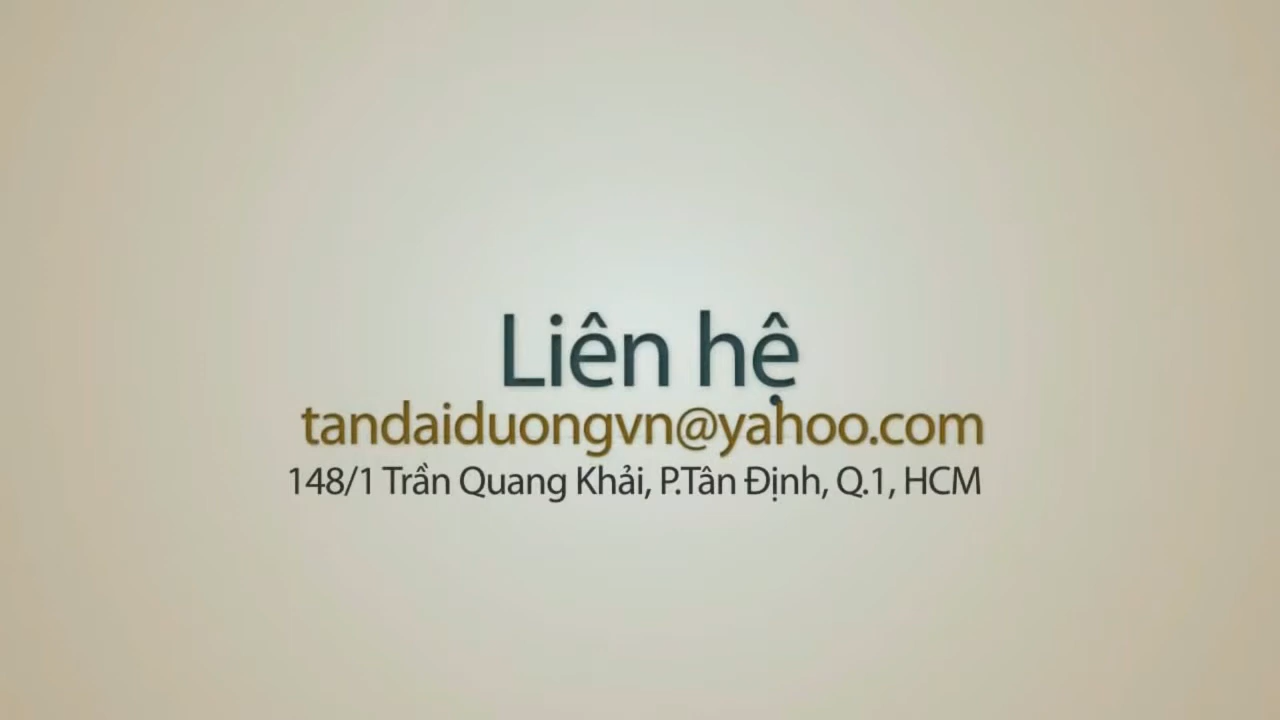 Liên hệ
tandaiduongvn@yahoo.com
148/1 Trần Quang Khải, P.Tân Định, Q.1, HCM